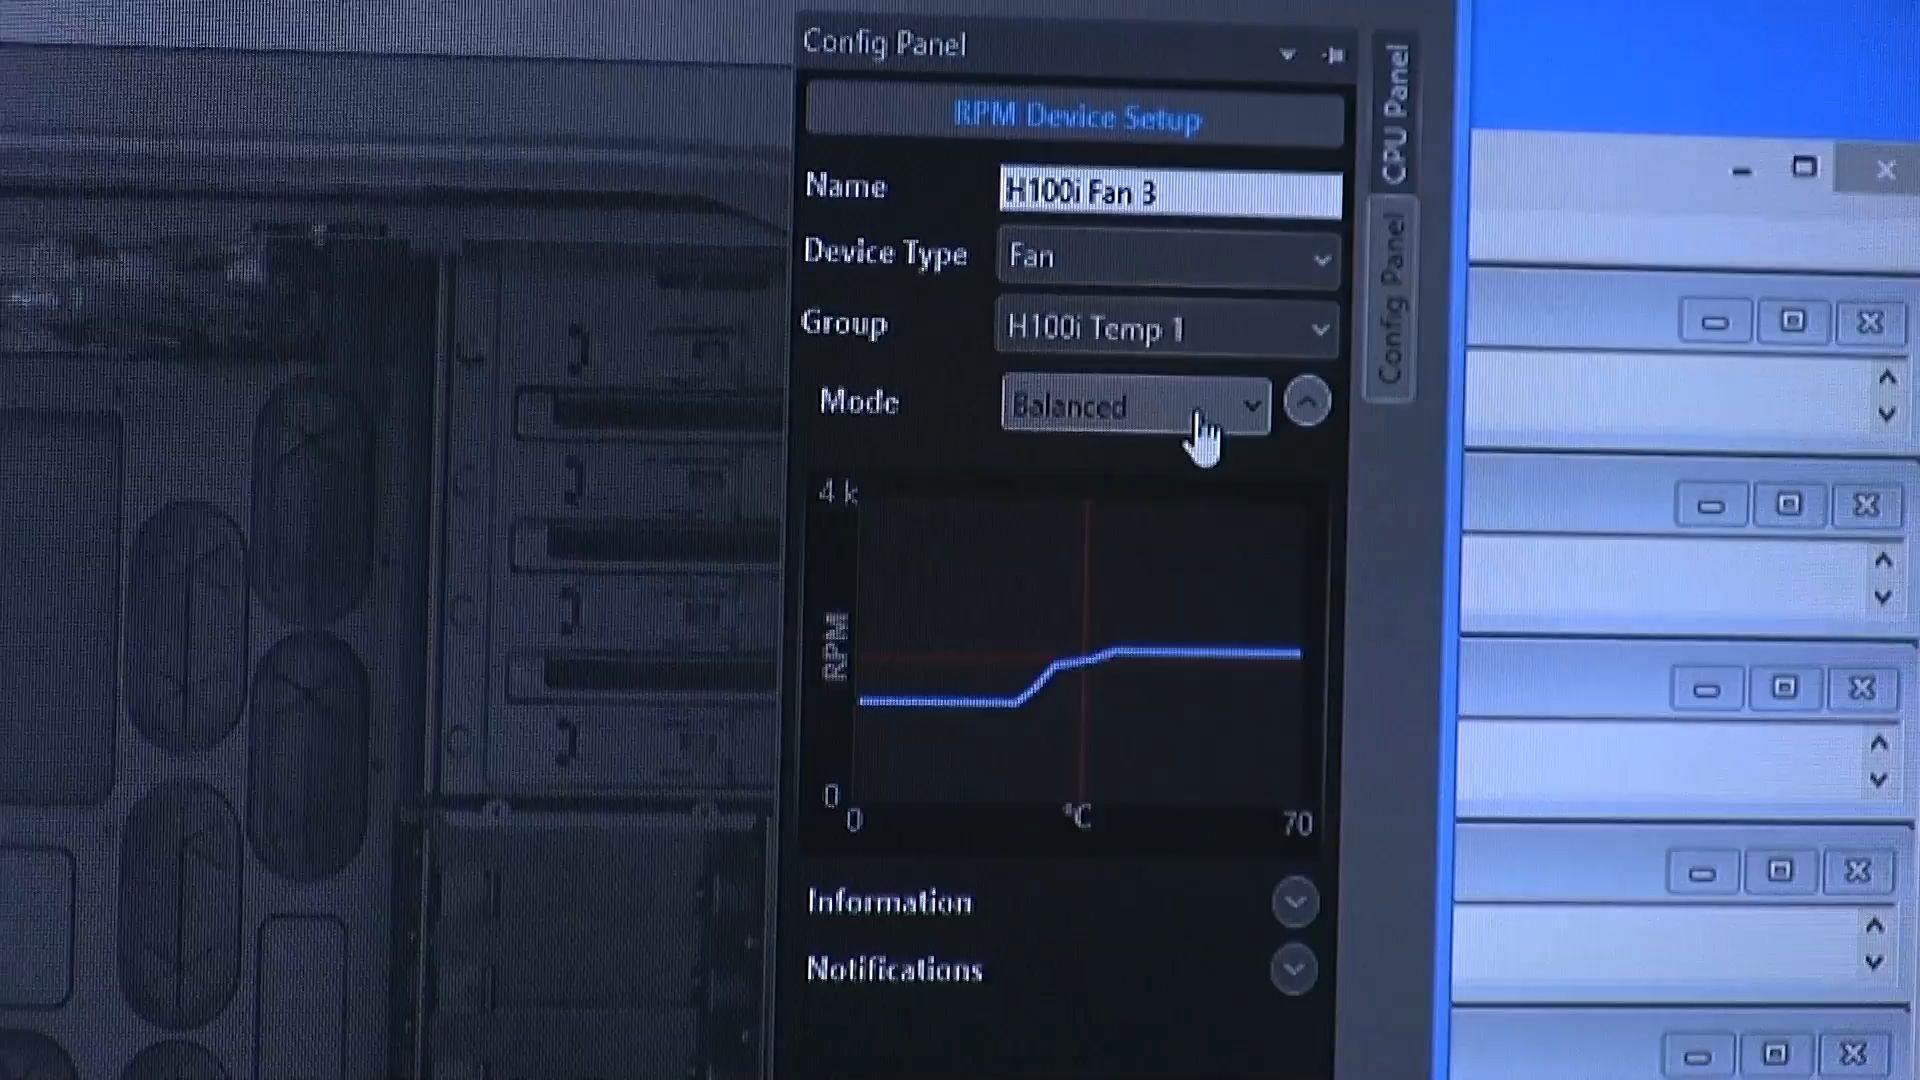 Config Panel
RPM Device Setup
Name
H100i Fan 3
Device Type
Fan
Group
H100i Temp 1
Mode
Balanced
4 k
RPM
0
0
°C
70
Information
Notifications
CPU Panel
Config Panel